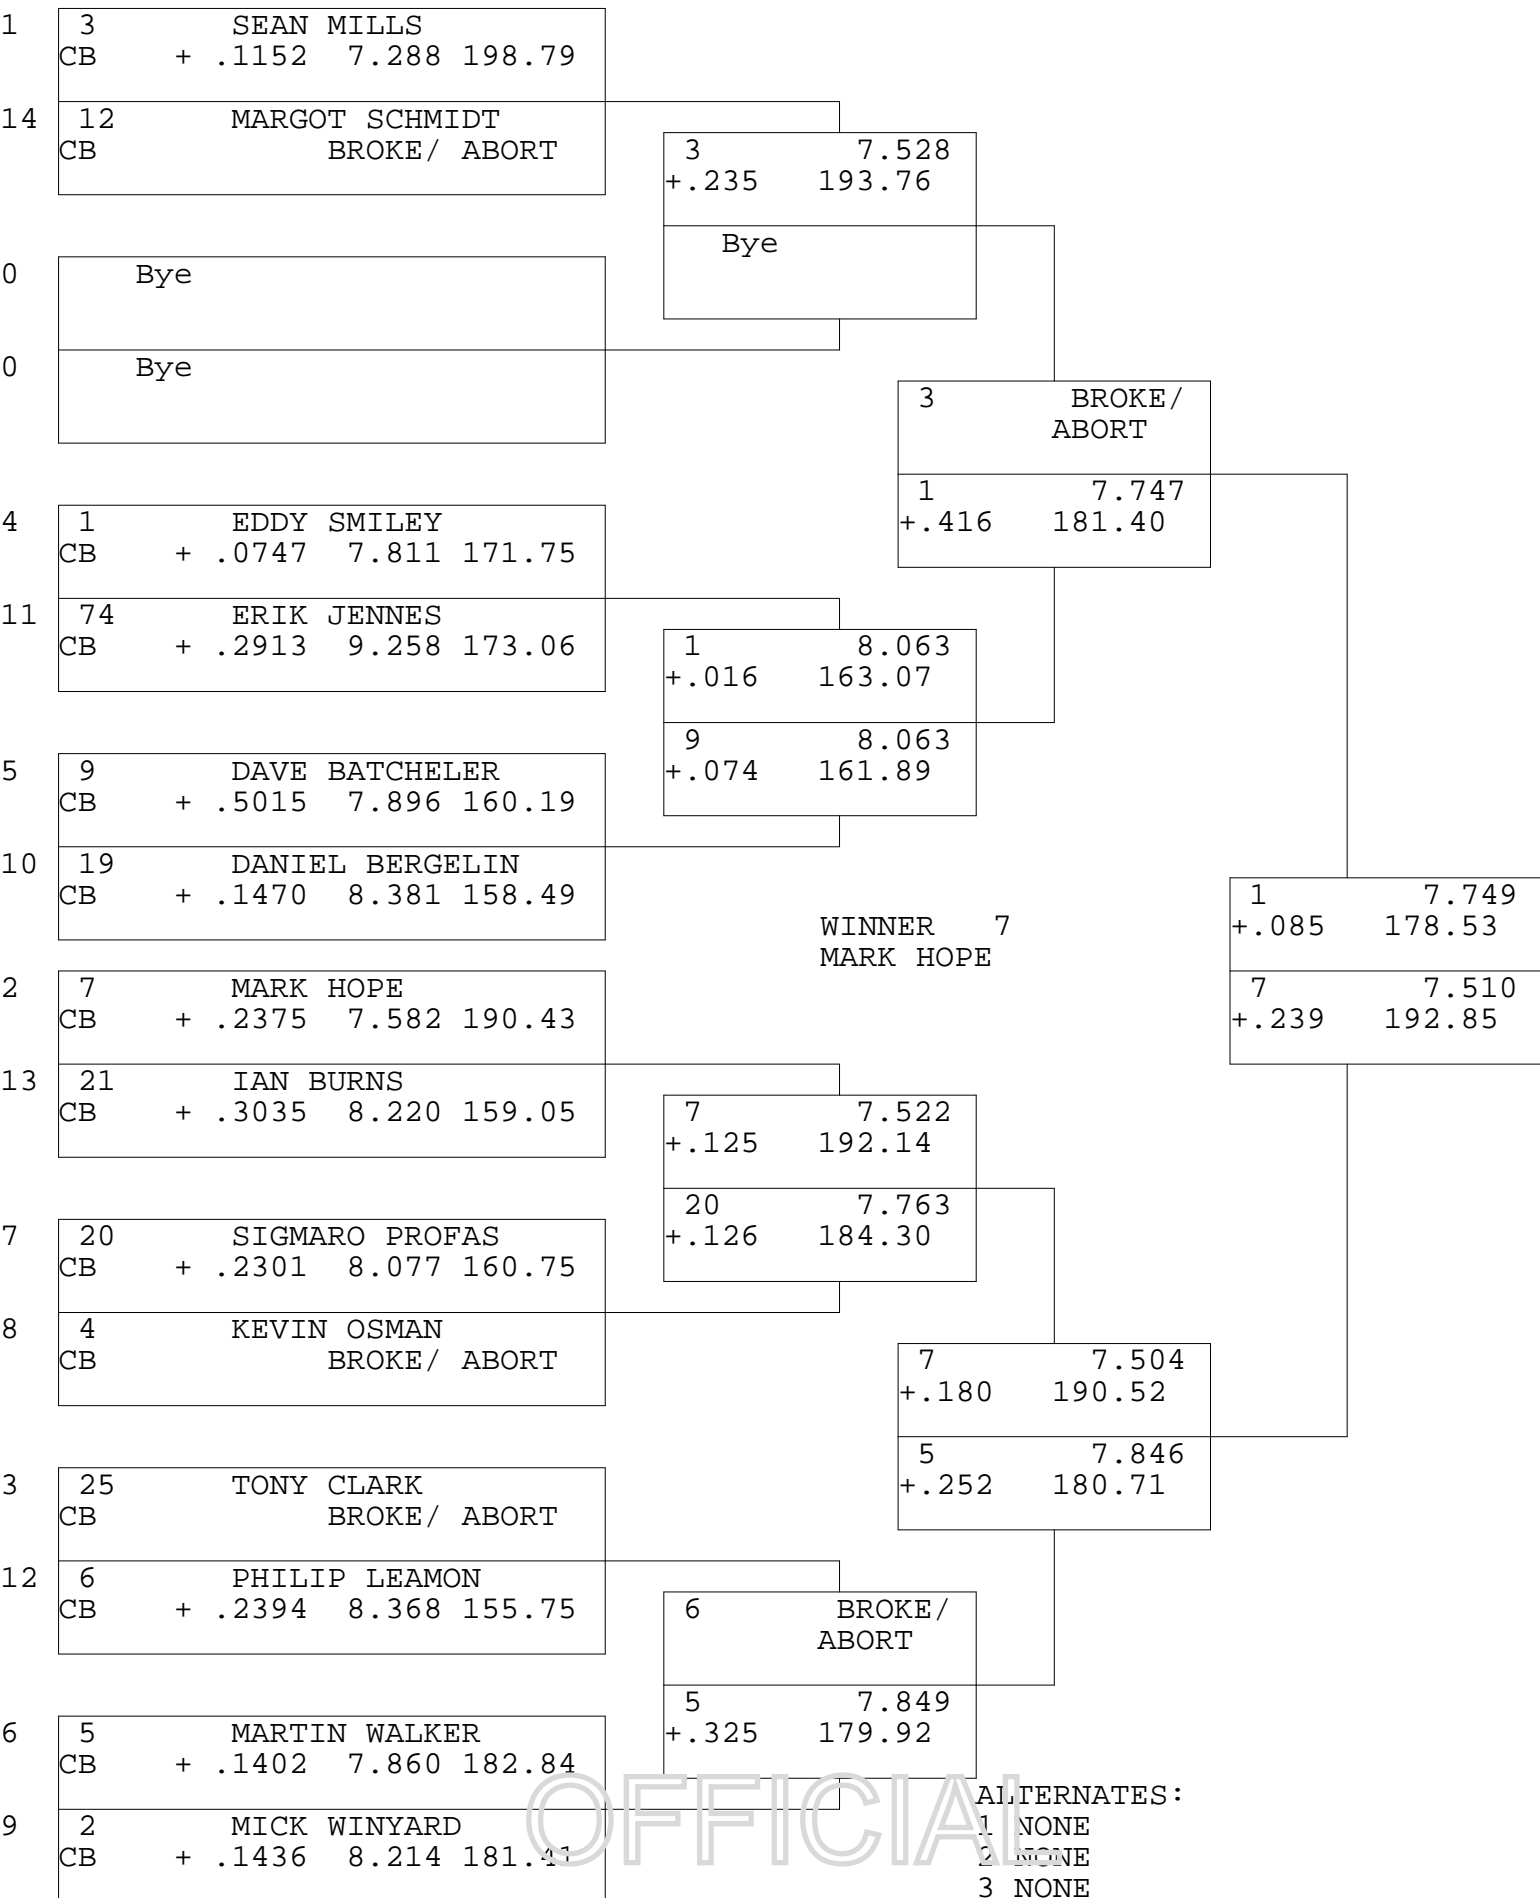 1 3 SEAN MILLS
CB + .1152 7.288 198.79
14 12 MARGOT SCHMIDT
CB BROKE/ ABORT
0 Bye
0 Bye
4 1 EDDY SMILEY
CB + .0747 7.811 171.75
11 74 ERIK JENNES
CB + .2913 9.258 173.06
5 9 DAVE BATCHELER
CB + .5015 7.896 160.19
10 19 DANIEL BERGELIN
CB + .1470 8.381 158.49
2 7 MARK HOPE
CB + .2375 7.582 190.43
13 21 IAN BURNS
CB + .3035 8.220 159.05
7 20 SIGMARO PROFAS
CB + .2301 8.077 160.75
8 4 KEVIN OSMAN
CB BROKE/ ABORT
3 25 TONY CLARK
CB BROKE/ ABORT
12 6 PHILIP LEAMON
CB + .2394 8.368 155.75
6 5 MARTIN WALKER
CB + .1402 7.860 182.84
9 2 MICK WINYARD
CB + .1436 8.214 181.41
3 7.528
+.235 193.76
Bye
1 8.063
+.016 163.07
9 8.063
+.074 161.89
7 7.522
+.125 192.14
20 7.763
+.126 184.30
6 BROKE/
ABORT
5 7.849
+.325 179.92
3 BROKE/
ABORT
1 7.747
+.416 181.40
7 7.504
+.180 190.52
5 7.846
+.252 180.71
1 7.749
+.085 178.53
7 7.510
+.239 192.85
WINNER 7
MARK HOPE
ALTERNATES:
1 NONE
2 NONE
3 NONE
OFFICIAL